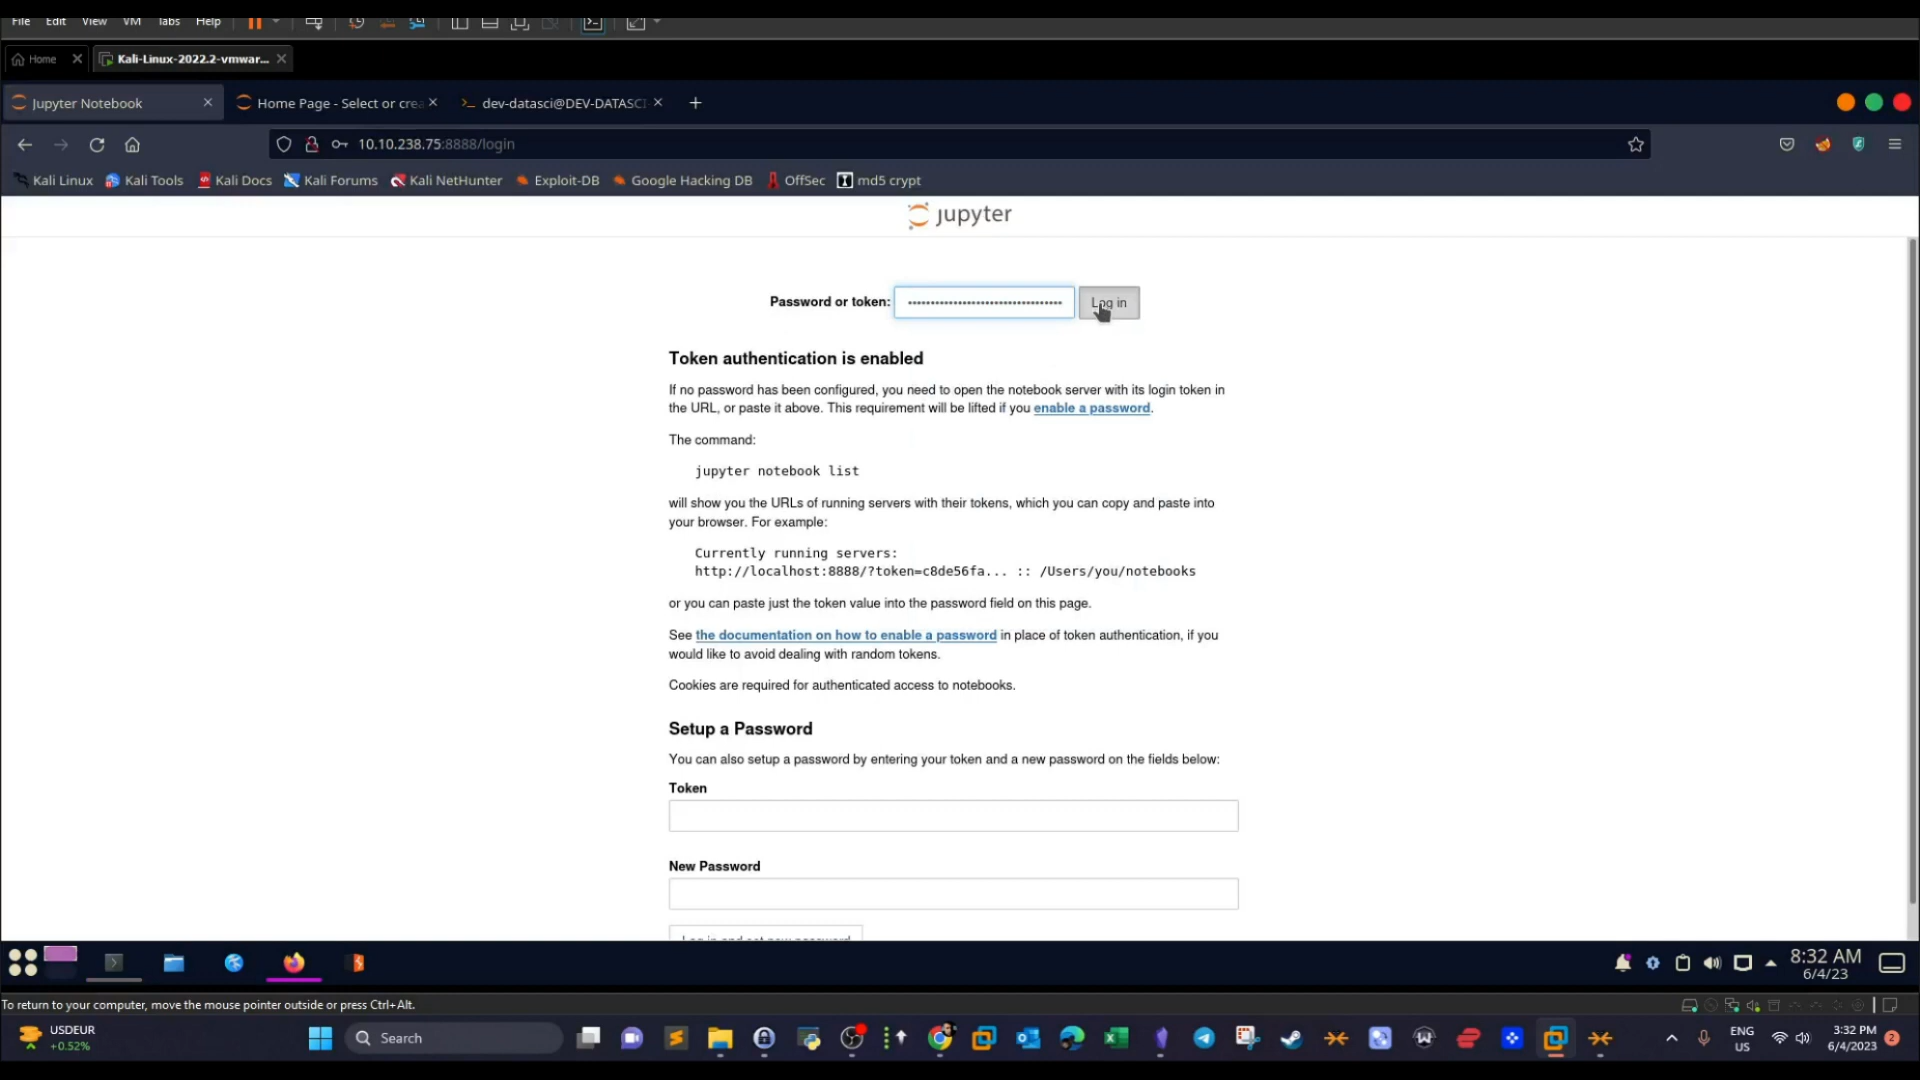 File Edit View VM Tabs Help
Home Kali-Linux-2022.2-vmwar...
Jupyter Notebook Home Page - Select or crea dev-datasci@DEV-DATASCI-
10.10.238.75:8888/login
Kali Linux Kali Tools Kali Docs Kali Forums Kali NetHunter Exploit-DB Google Hacking DB OffSec md5 crypt
jupyter
Password or token: Log in
Token authentication is enabled
If no password has been configured, you need to open the notebook server with its login token in
the URL, or paste it above. This requirement will be lifted if you enable a password.
The command:
jupyter notebook list
will show you the URLs of running servers with their tokens, which you can copy and paste into
your browser. For example:
Currently running servers:
http://localhost:8888/?token=c8de56fa... :: /Users/you/notebooks
or you can paste just the token value into the password field on this page.
See the documentation on how to enable a password in place of token authentication, if you
would like to avoid dealing with random tokens.
Cookies are required for authenticated access to notebooks.
Setup a Password
You can also setup a password by entering your token and a new password on the fields below:
Token
New Password
Log in and set new password
8:32 AM
6/4/23
To return to your computer, move the mouse pointer outside or press Ctrl+Alt.
USDEUR
+0.52%
Search
ENG
US
3:32 PM
6/4/2023
2